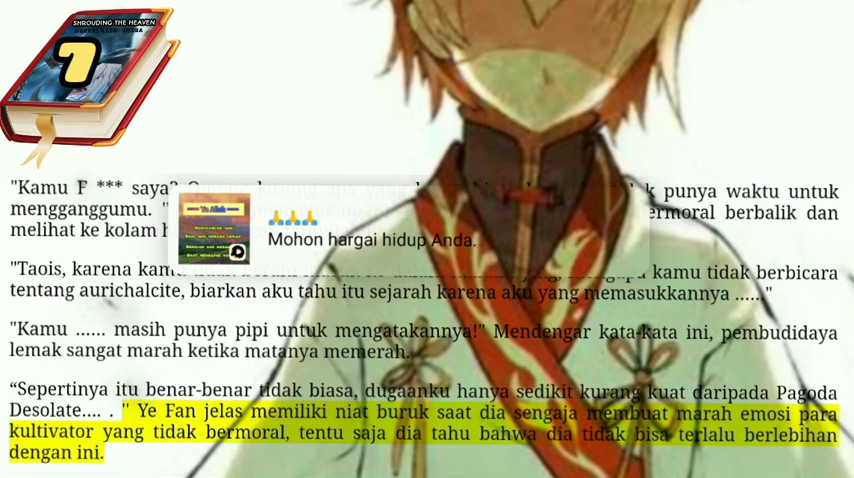 SHROUDING THE HEAVEN
7
"Kamu F *** saya? k punya waktu untuk
mengganggumu. " ermoral berbalik dan
melihat ke kolam
Ya Allah
🙏🙏🙏
Mohon hargai hidup Anda.
"Taois, karena kamu kamu tidak berbicara
tentang aurichalcite, biarkan aku tahu itu sejarah karena aku yang memasukkannya ......"
"Kamu ...... masih punya pipi untuk mengatakannya!" Mendengar kata-kata ini, pembudidaya
lemak sangat marah ketika matanya memerah.
“Sepertinya itu benar-benar tidak biasa, dugaanku hanya sedikit kurang kuat daripada Pagoda
Desolate.... . " Ye Fan jelas memiliki niat buruk saat dia sengaja membuat marah emosi para
kultivator yang tidak bermoral, tentu saja dia tahu bahwa dia tidak bisa terlalu berlebihan
dengan ini.